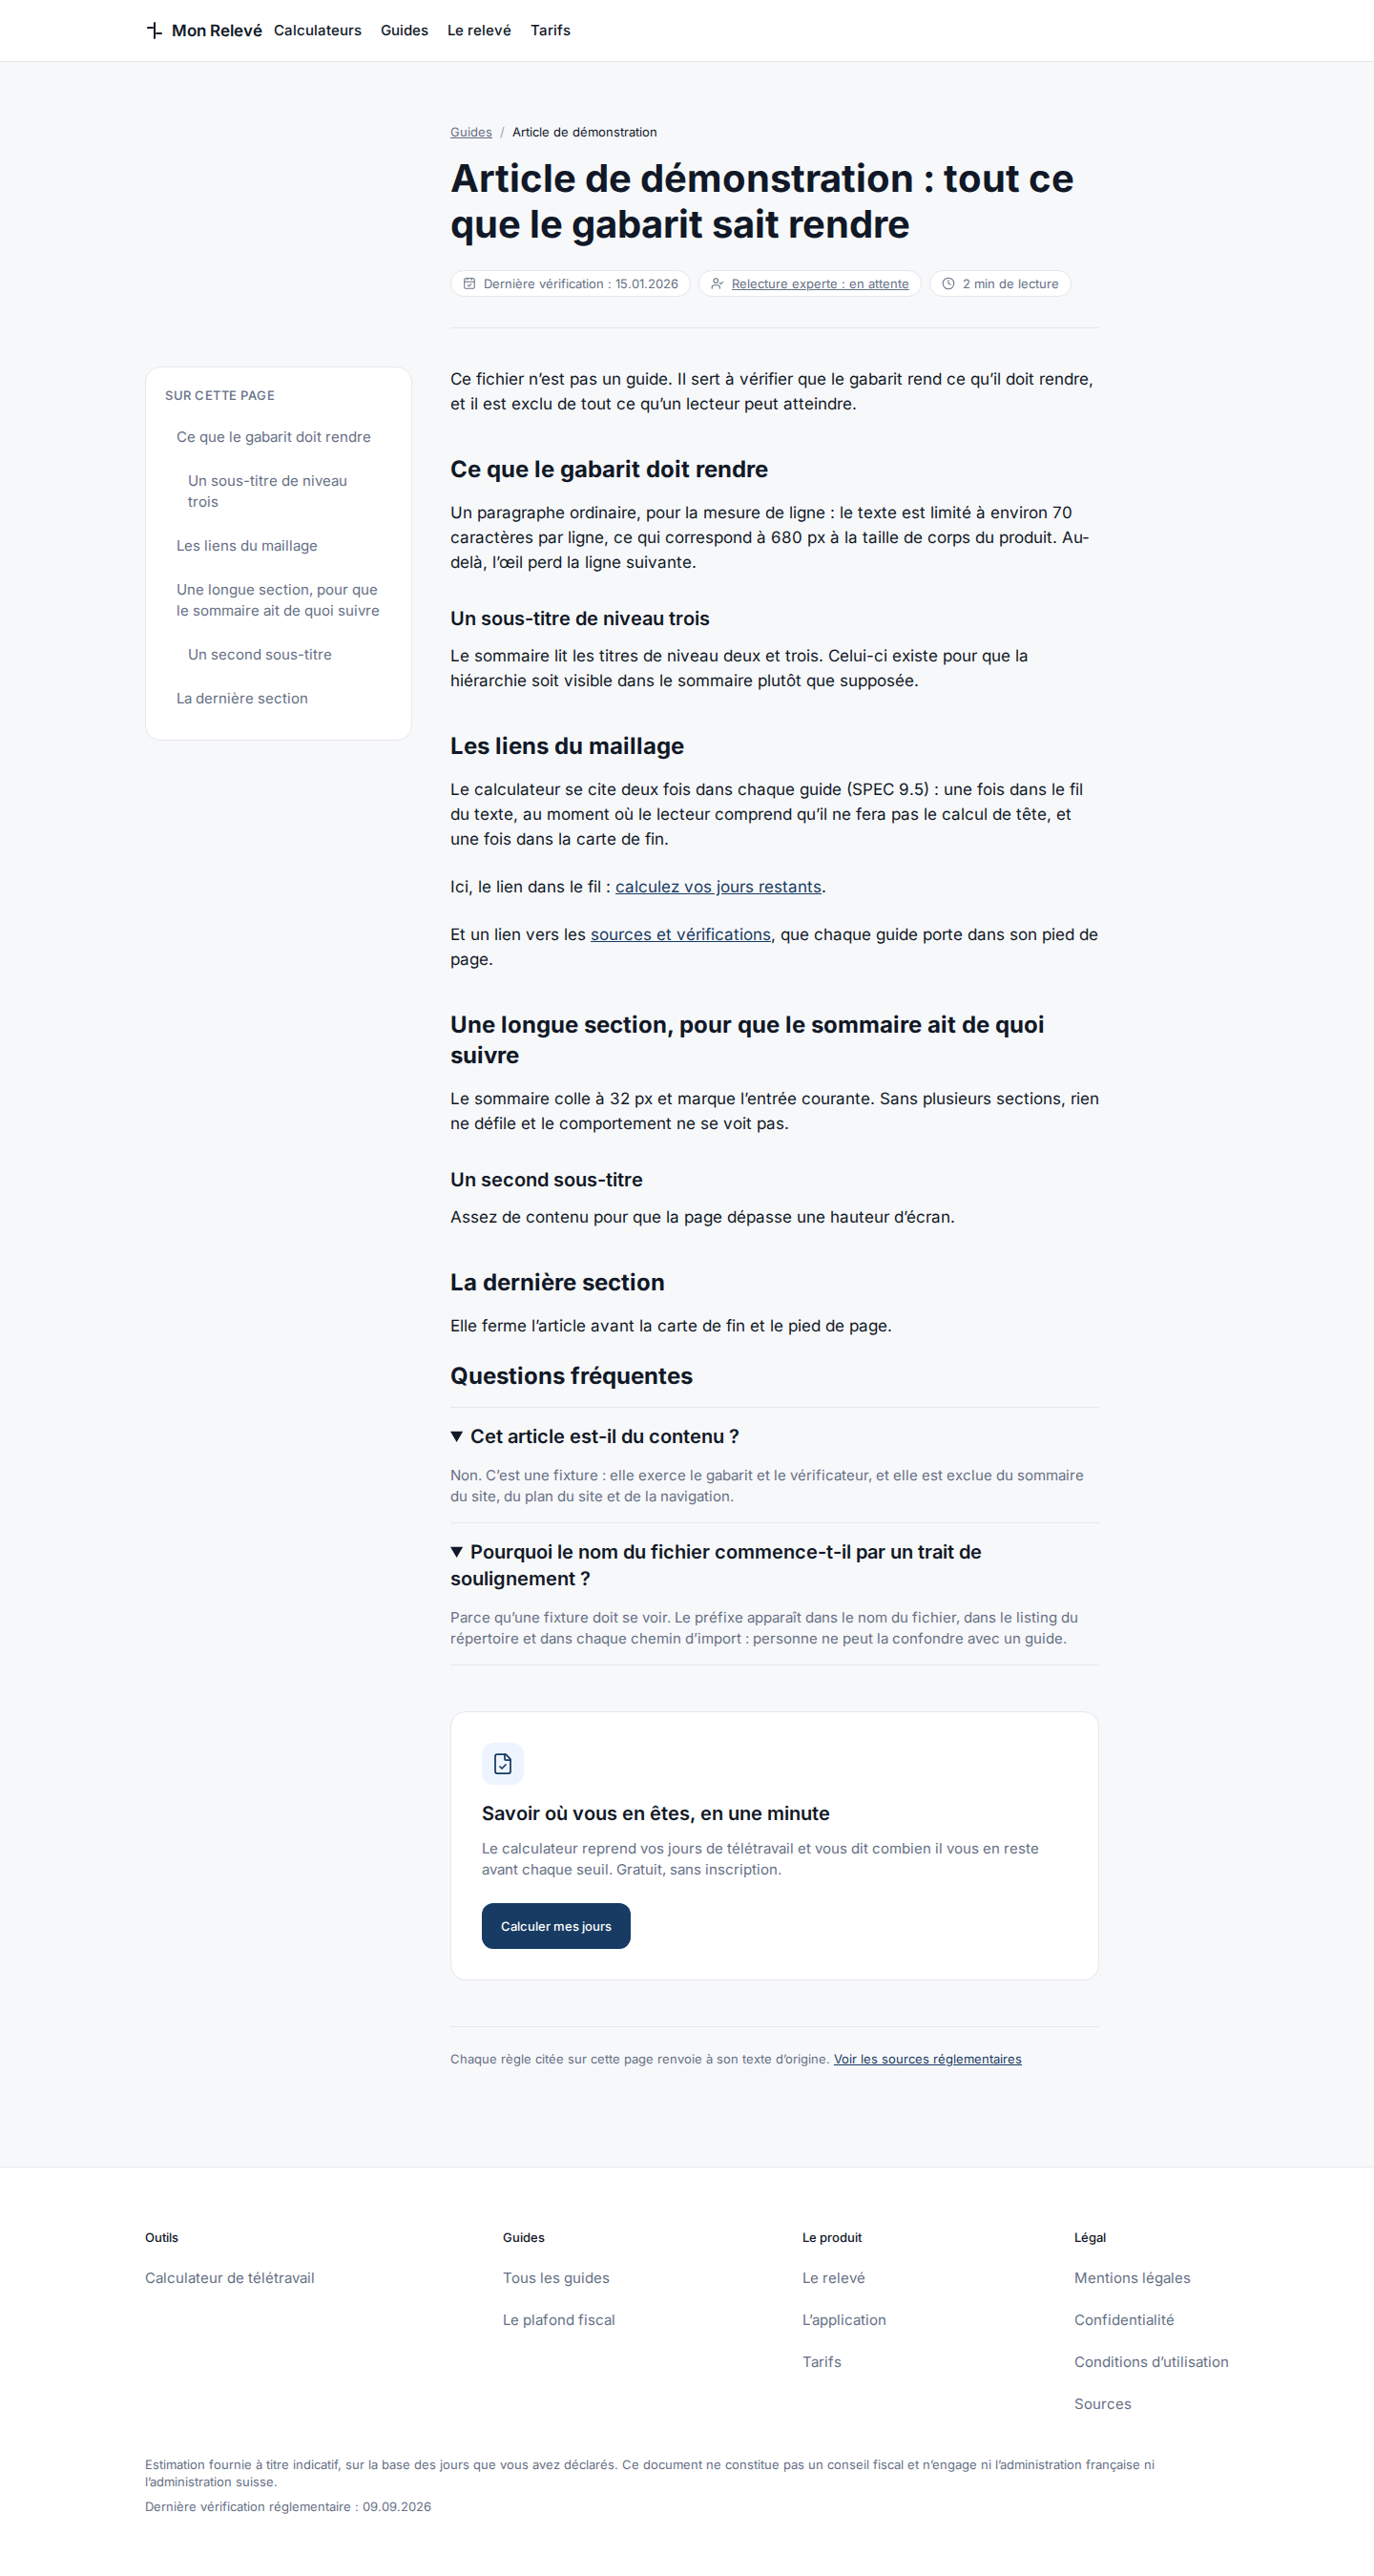 Mon Relevé Calculateurs Guides Le relevé Tarifs
Guides / Article de démonstration
Article de démonstration : tout ce
que le gabarit sait rendre
Dernière vérification : 15.01.2026 Relecture experte : en attente 2 min de lecture
SUR CETTE PAGE
Ce que le gabarit doit rendre
Un sous-titre de niveau
trois
Les liens du maillage
Une longue section, pour que
le sommaire ait de quoi suivre
Un second sous-titre
La dernière section
Ce fichier n’est pas un guide. Il sert à vérifier que le gabarit rend ce qu’il doit rendre,
et il est exclu de tout ce qu’un lecteur peut atteindre.
Ce que le gabarit doit rendre
Un paragraphe ordinaire, pour la mesure de ligne : le texte est limité à environ 70
caractères par ligne, ce qui correspond à 680 px à la taille de corps du produit. Au-
delà, l’œil perd la ligne suivante.
Un sous-titre de niveau trois
Le sommaire lit les titres de niveau deux et trois. Celui-ci existe pour que la
hiérarchie soit visible dans le sommaire plutôt que supposée.
Les liens du maillage
Le calculateur se cite deux fois dans chaque guide (SPEC 9.5) : une fois dans le fil
du texte, au moment où le lecteur comprend qu’il ne fera pas le calcul de tête, et
une fois dans la carte de fin.
Ici, le lien dans le fil : calculez vos jours restants.
Et un lien vers les sources et vérifications, que chaque guide porte dans son pied de
page.
Une longue section, pour que le sommaire ait de quoi
suivre
Le sommaire colle à 32 px et marque l’entrée courante. Sans plusieurs sections, rien
ne défile et le comportement ne se voit pas.
Un second sous-titre
Assez de contenu pour que la page dépasse une hauteur d’écran.
La dernière section
Elle ferme l’article avant la carte de fin et le pied de page.
Questions fréquentes
Cet article est-il du contenu ?
Non. C’est une fixture : elle exerce le gabarit et le vérificateur, et elle est exclue du sommaire
du site, du plan du site et de la navigation.
Pourquoi le nom du fichier commence-t-il par un trait de
soulignement ?
Parce qu’une fixture doit se voir. Le préfixe apparaît dans le nom du fichier, dans le listing du
répertoire et dans chaque chemin d’import : personne ne peut la confondre avec un guide.
Savoir où vous en êtes, en une minute
Le calculateur reprend vos jours de télétravail et vous dit combien il vous en reste
avant chaque seuil. Gratuit, sans inscription.
Calculer mes jours
Chaque règle citée sur cette page renvoie à son texte d’origine. Voir les sources réglementaires
Outils
Calculateur de télétravail
Guides
Tous les guides
Le plafond fiscal
Le produit
Le relevé
L’application
Tarifs
Légal
Mentions légales
Confidentialité
Conditions d’utilisation
Sources
Estimation fournie à titre indicatif, sur la base des jours que vous avez déclarés. Ce document ne constitue pas un conseil fiscal et n’engage ni l’administration française ni
l’administration suisse.
Dernière vérification réglementaire : 09.09.2026